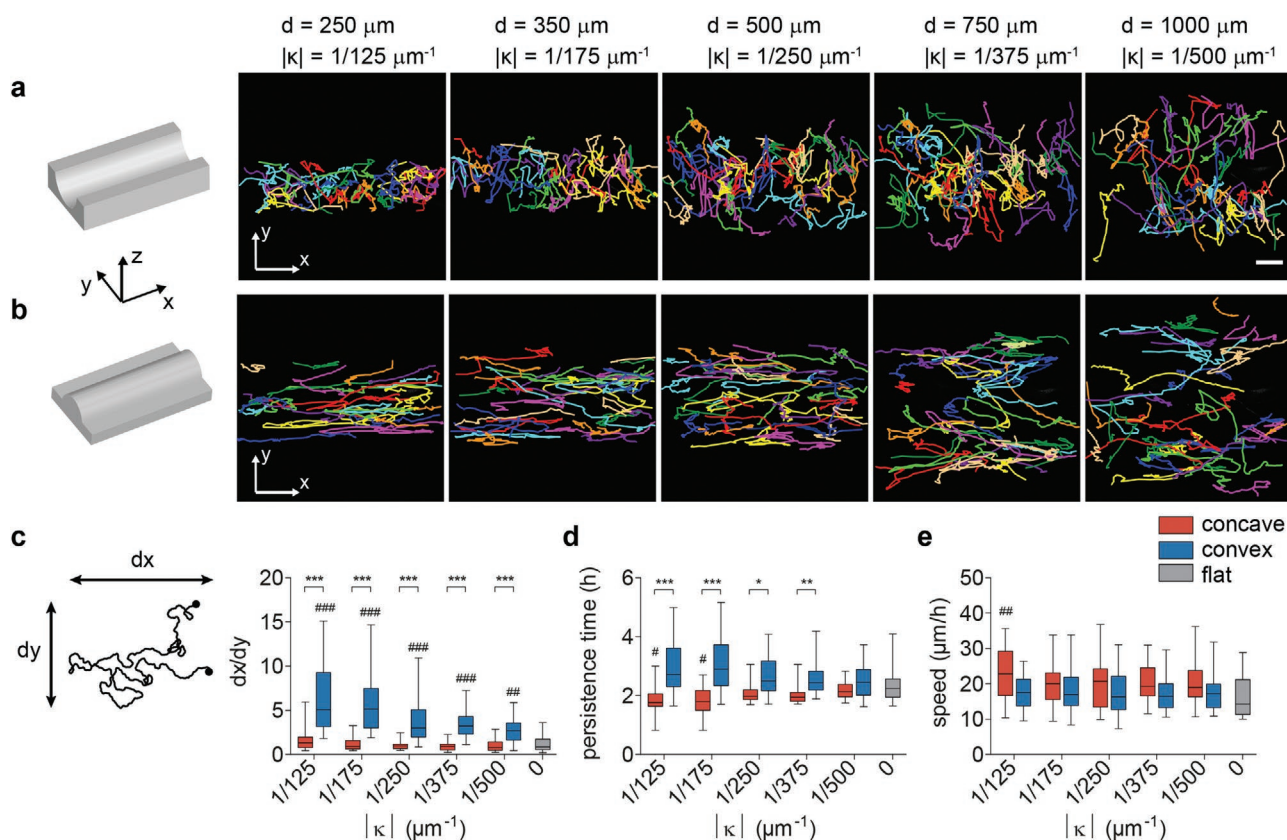 d = 250 μm d = 350 μm d = 500 μm d = 750 μm d = 1000 μm
|κ| = 1/125 μm⁻¹ |κ| = 1/175 μm⁻¹ |κ| = 1/250 μm⁻¹ |κ| = 1/375 μm⁻¹ |κ| = 1/500 μm⁻¹
a
y
x
z
y
x
b
y
x
concave
convex
flat
c
dx
dy
dx/dy
20
15
10
5
0
*** *** *** *** ***
### ### ### ### ##
1/125 1/175 1/250 1/375 1/500 0
|κ| (μm⁻¹)
d
persistence time (h)
6
4
2
0
*** *** * **
# #
1/125 1/175 1/250 1/375 1/500 0
|κ| (μm⁻¹)
e
speed (μm/h)
50
40
30
20
10
0
##
1/125 1/175 1/250 1/375 1/500 0
|κ| (μm⁻¹)